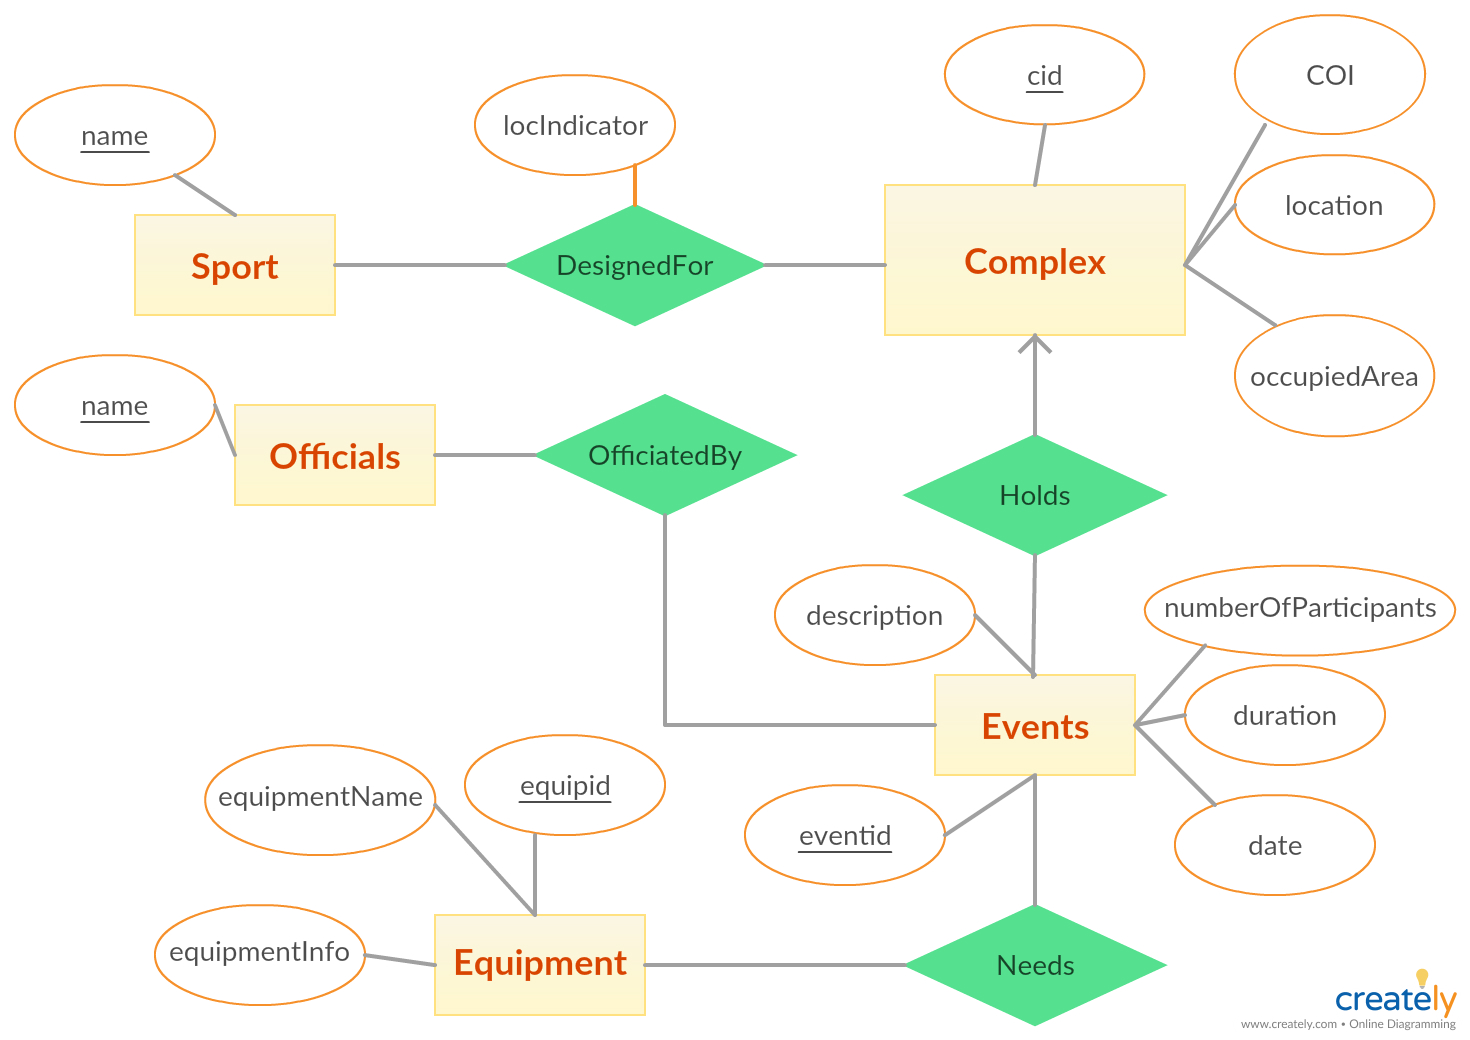 cid
COI
name
locIndicator
location
Sport
DesignedFor
Complex
occupiedArea
name
Officials
OfficiatedBy
Holds
description
numberOfParticipants
duration
Events
equipmentName
equipid
eventid
date
equipmentInfo
Equipment
Needs
creately
www.creately.com • Online Diagramming